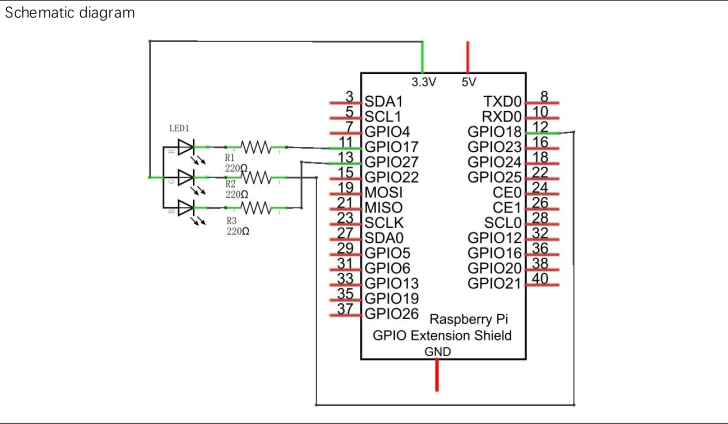 Schematic diagram
3.3V 5V
3 SDA1 TXD0 8
5 SCL1 RXD0 10
7 GPIO4 GPIO18 12
11 GPIO17 GPIO23 16
13 GPIO27 GPIO24 18
15 GPIO22 GPIO25 22
19 MOSI CE0 24
21 MISO CE1 26
23 SCLK SCL0 28
27 SDA0 GPIO12 32
29 GPIO5 GPIO16 36
31 GPIO6 GPIO20 38
33 GPIO13 GPIO21 40
35 GPIO19
37 GPIO26
Raspberry Pi
GPIO Extension Shield
GND
LED1
R1
220Ω
R2
220Ω
R3
220Ω